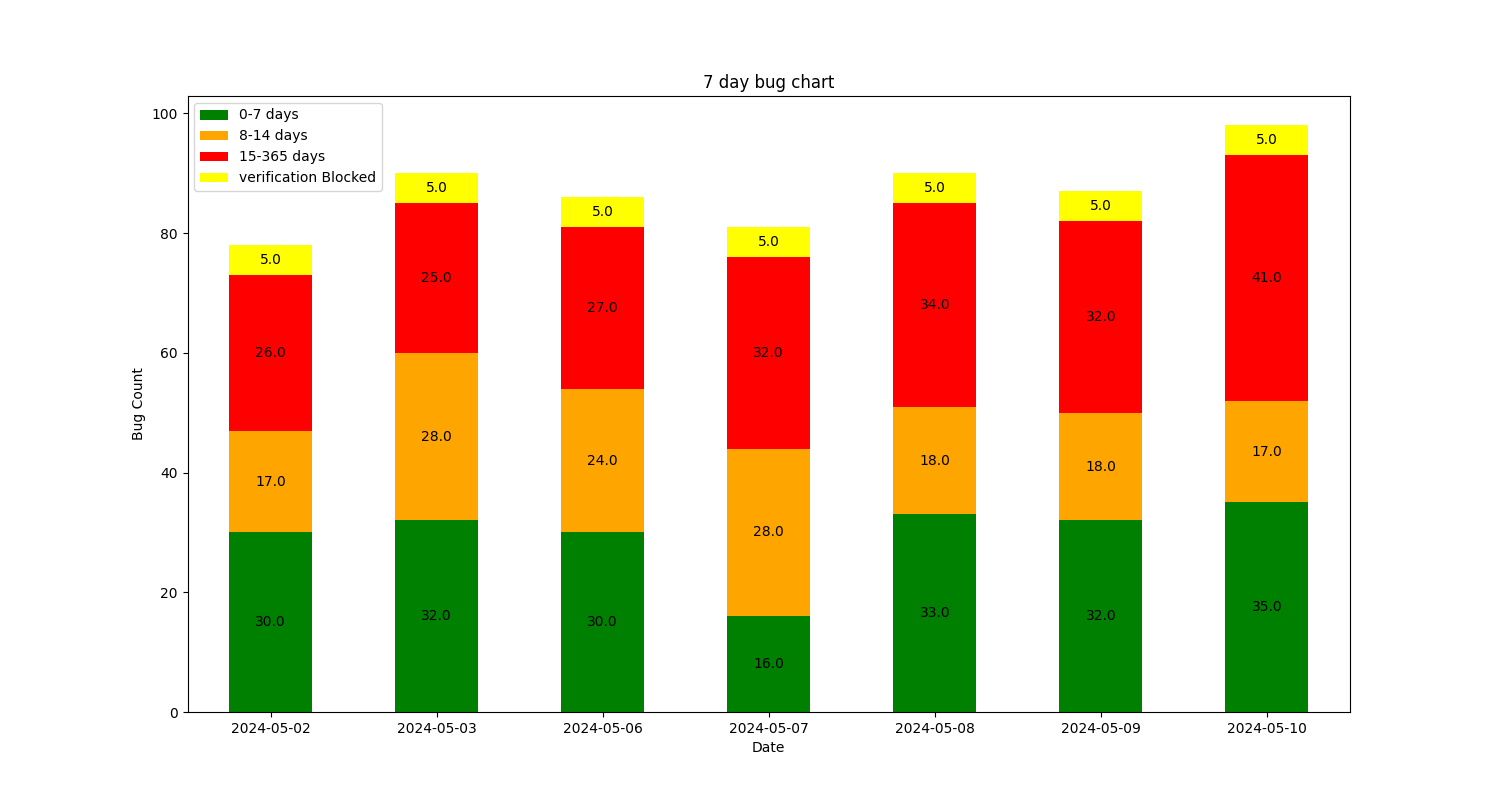 7 day bug chart
0-7 days
8-14 days
15-365 days
verification Blocked
Bug Count
100
80
60
40
20
0
5.0 5.0 5.0 5.0 5.0 5.0 5.0
26.0 25.0 27.0 32.0 34.0 32.0 41.0
17.0 28.0 24.0 28.0 18.0 18.0 17.0
30.0 32.0 30.0 16.0 33.0 32.0 35.0
2024-05-02 2024-05-03 2024-05-06 2024-05-07 2024-05-08 2024-05-09 2024-05-10
Date